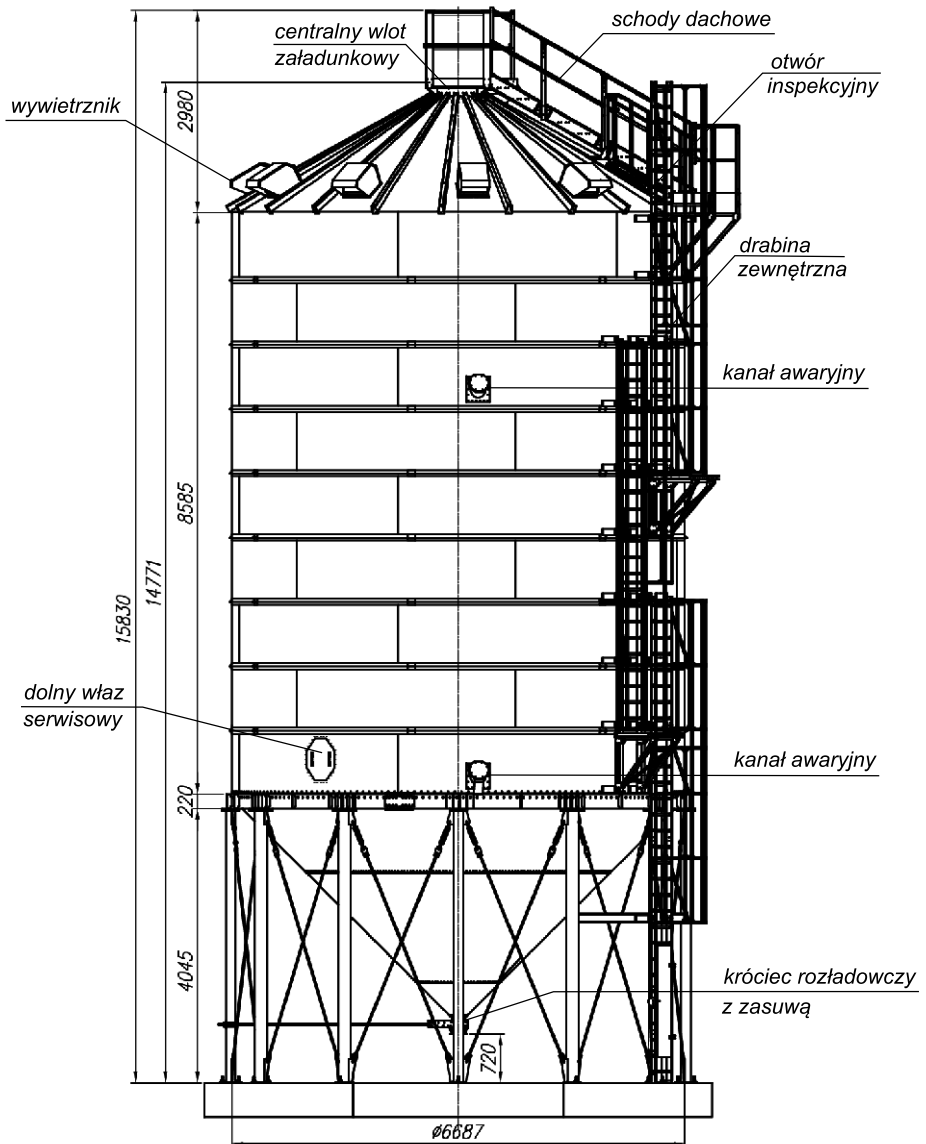 schody dachowe
centralny wlot
załadunkowy
otwór
inspekcyjny
wywietrznik
2980
drabina
zewnętrzna
kanał awaryjny
8585
14771
15830
dolny właz
serwisowy
kanał awaryjny
220
4045
króciec rozładowczy
z zasuwą
720
ø6687